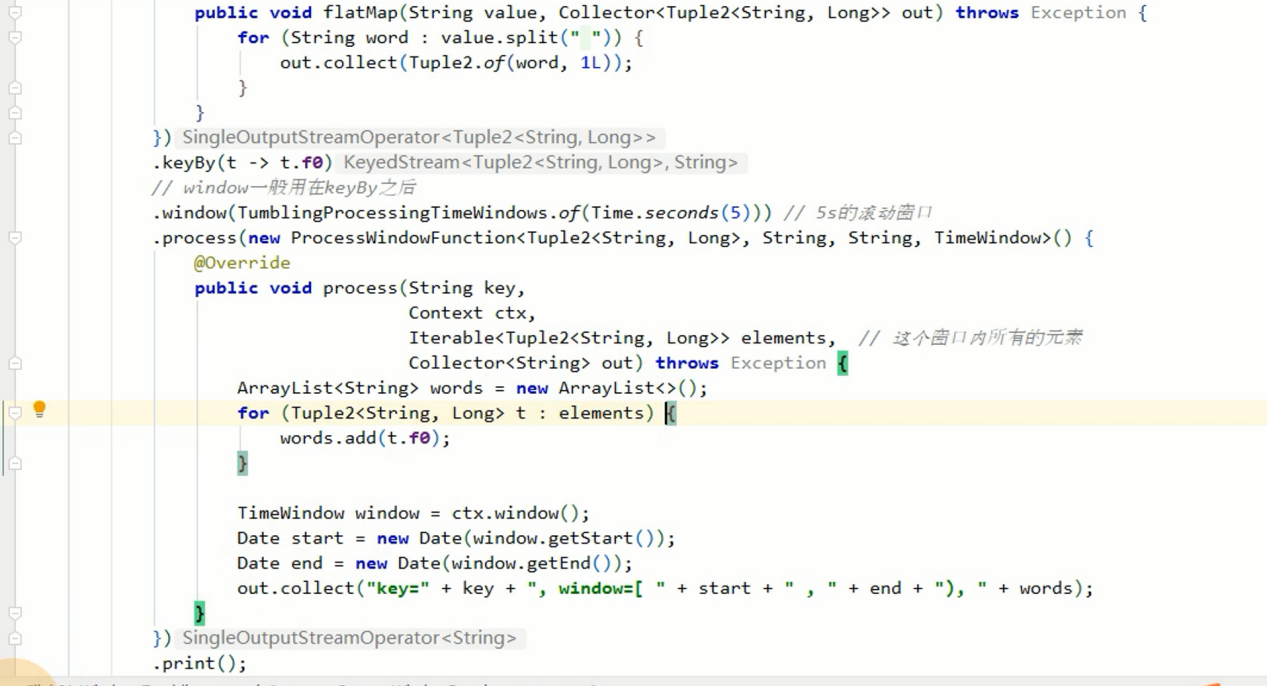 public void flatMap(String value, Collector<Tuple2<String, Long>> out) throws Exception {
for (String word : value.split(" ")) {
out.collect(Tuple2.of(word, 1L));
}
}
}) SingleOutputStreamOperator<Tuple2<String, Long>>
.keyBy(t -> t.f0) KeyedStream<Tuple2<String, Long>, String>
// window一般用在keyBy之后
.window(TumblingProcessingTimeWindows.of(Time.seconds(5))) // 5s的滚动窗口
.process(new ProcessWindowFunction<Tuple2<String, Long>, String, String, TimeWindow>() {
@Override
public void process(String key,
Context ctx,
Iterable<Tuple2<String, Long>> elements, // 这个窗口内所有的元素
Collector<String> out) throws Exception {
ArrayList<String> words = new ArrayList<>();
for (Tuple2<String, Long> t : elements) {
words.add(t.f0);
}
TimeWindow window = ctx.window();
Date start = new Date(window.getStart());
Date end = new Date(window.getEnd());
out.collect("key=" + key + ", window=[ " + start + " , " + end + "), " + words);
}
}) SingleOutputStreamOperator<String>
.print();